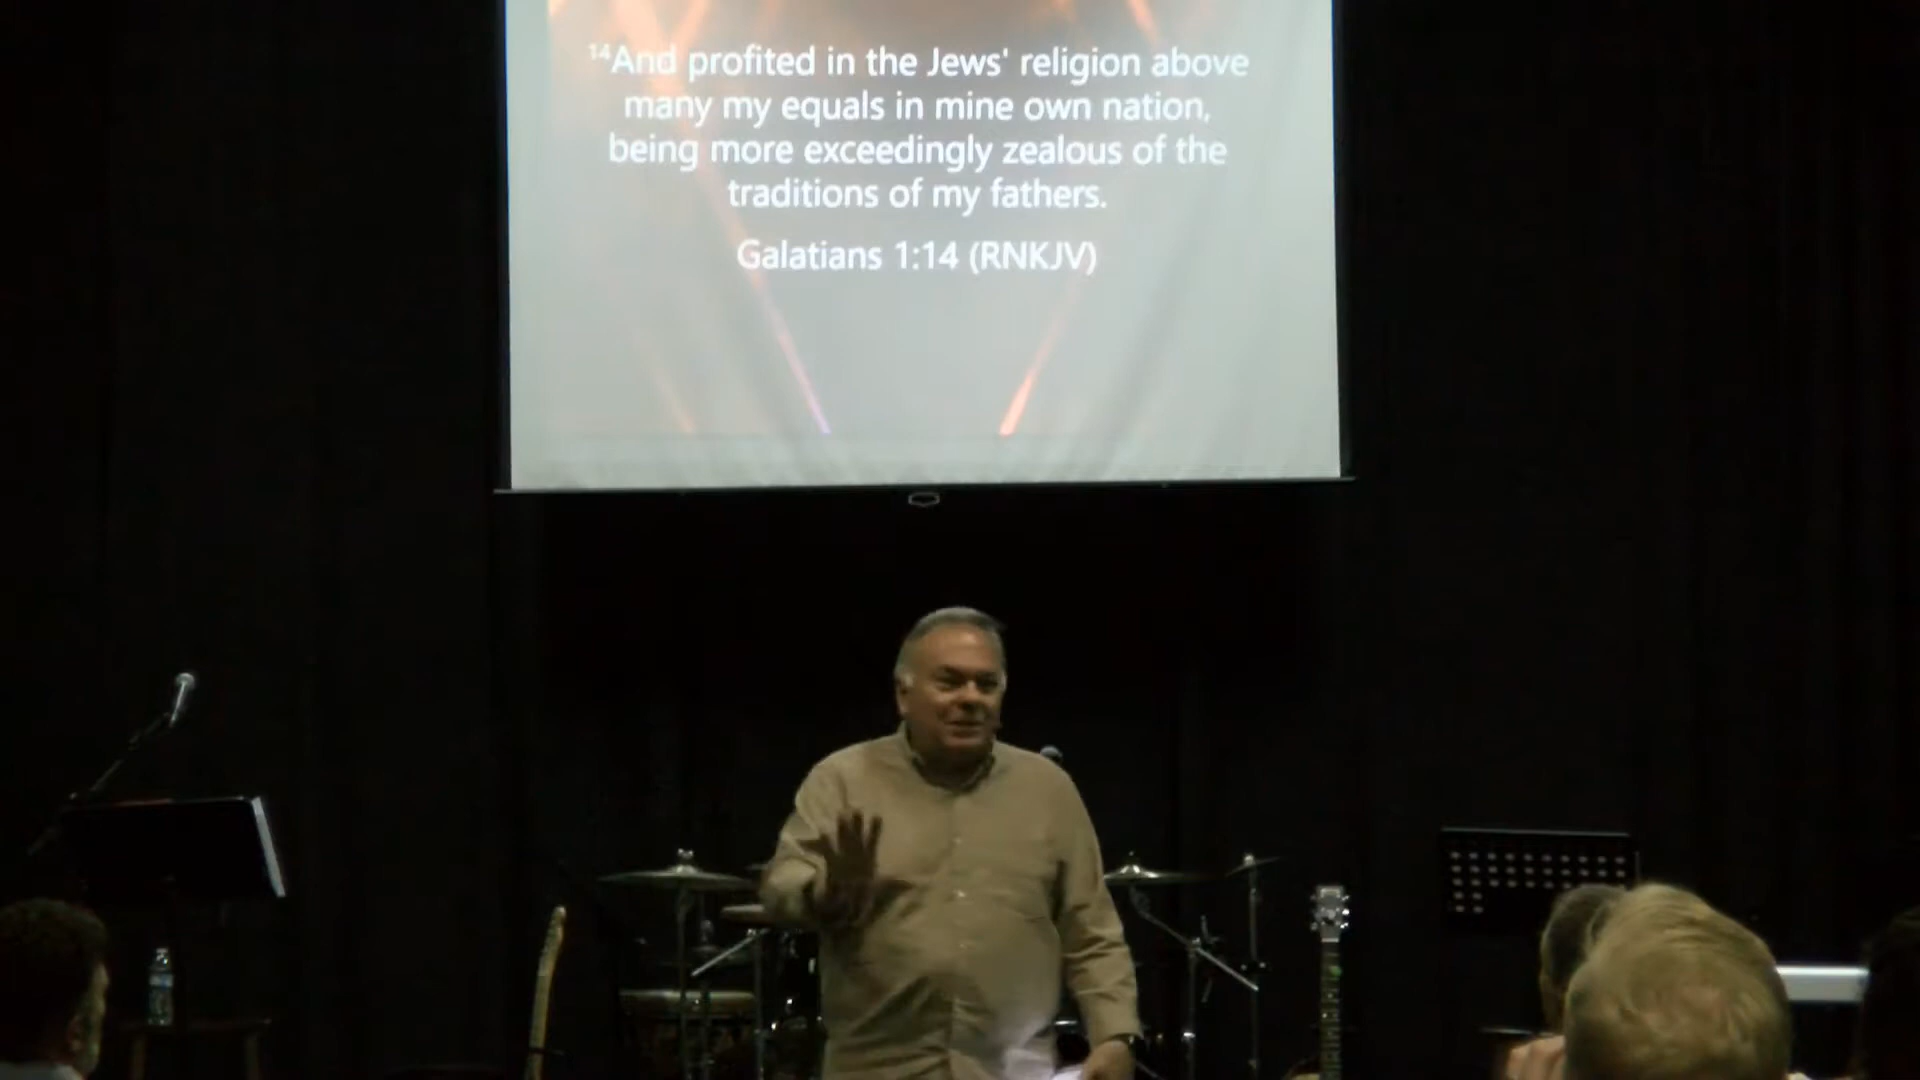 ¹⁴And profited in the Jews' religion above
many my equals in mine own nation,
being more exceedingly zealous of the
traditions of my fathers.
Galatians 1:14 (RNKJV)